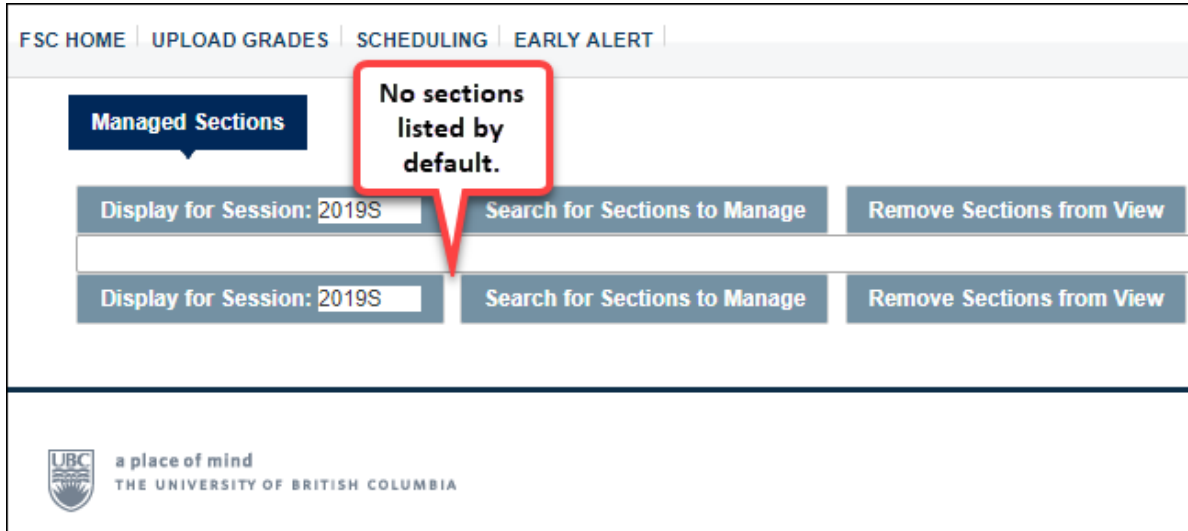 FSC HOME UPLOAD GRADES SCHEDULING EARLY ALERT
No sections
listed by
default.
Managed Sections
Display for Session: 2019S Search for Sections to Manage Remove Sections from View
Display for Session: 2019S Search for Sections to Manage Remove Sections from View
UBC a place of mind
THE UNIVERSITY OF BRITISH COLUMBIA